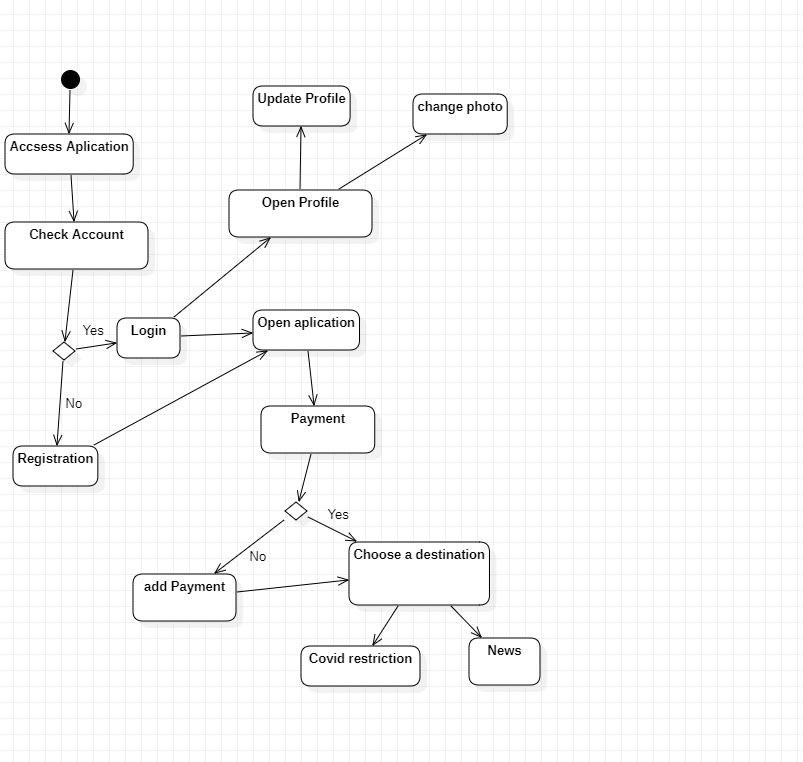 Update Profile
change photo
Accsess Aplication
Open Profile
Check Account
Yes
Login
Open aplication
No
Registration
Payment
Yes
No
Choose a destination
add Payment
Covid restriction
News